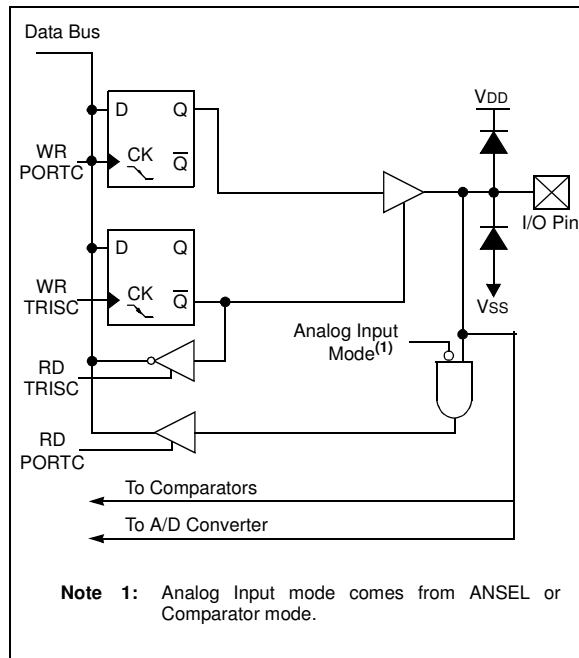 Data Bus
D Q
WR
PORTC
CK Q
VDD
I/O Pin
D Q
WR
TRISC
CK Q
VSS
Analog Input
Mode(1)
RD
TRISC
RD
PORTC
To Comparators
To A/D Converter
Note 1: Analog Input mode comes from ANSEL or
Comparator mode.